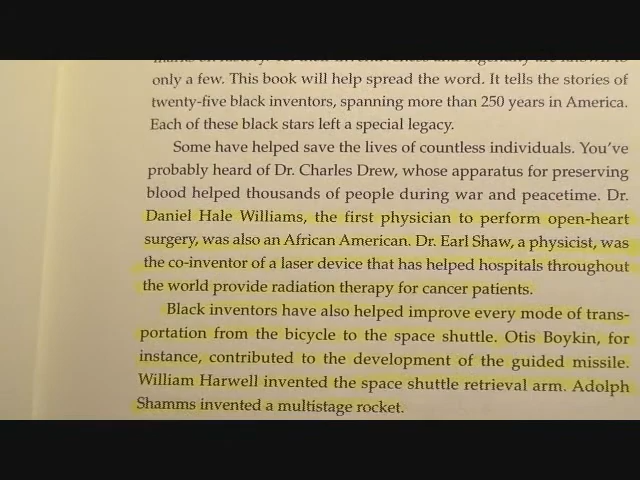 only a few. This book will help spread the word. It tells the stories of
twenty-five black inventors, spanning more than 250 years in America.
Each of these black stars left a special legacy.
Some have helped save the lives of countless individuals. You've
probably heard of Dr. Charles Drew, whose apparatus for preserving
blood helped thousands of people during war and peacetime. Dr.
Daniel Hale Williams, the first physician to perform open-heart
surgery, was also an African American. Dr. Earl Shaw, a physicist, was
the co-inventor of a laser device that has helped hospitals throughout
the world provide radiation therapy for cancer patients.
Black inventors have also helped improve every mode of trans-
portation from the bicycle to the space shuttle. Otis Boykin, for
instance, contributed to the development of the guided missile.
William Harwell invented the space shuttle retrieval arm. Adolph
Shamms invented a multistage rocket.